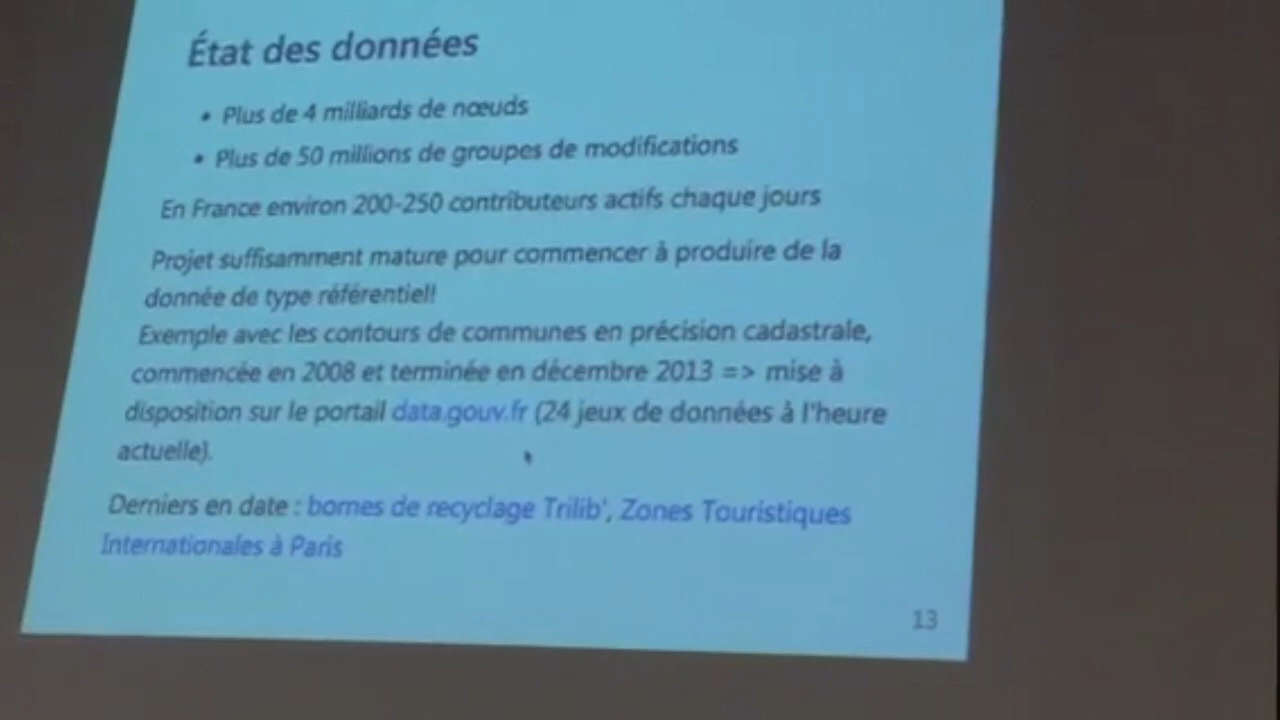 État des données
• Plus de 4 milliards de nœuds
• Plus de 50 millions de groupes de modifications
En France environ 200-250 contributeurs actifs chaque jours
Projet suffisamment mature pour commencer à produire de la
donnée de type référentiel!
Exemple avec les contours de communes en précision cadastrale,
commencée en 2008 et terminée en décembre 2013 => mise à
disposition sur le portail data.gouv.fr (24 jeux de données à l'heure
actuelle).
Derniers en date : bornes de recyclage Trilib', Zones Touristiques
Internationales à Paris
13